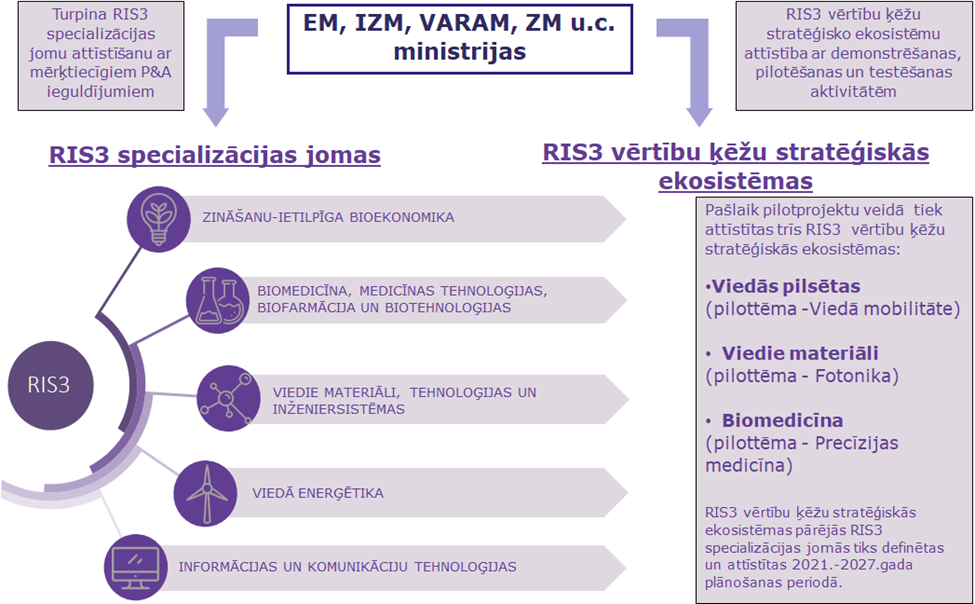 Turpina RIS3
specializācijas
jomu attīstīšanu ar
mērķtiecīgiem P&A
ieguldījumiem
EM, IZM, VARAM, ZM u.c.
ministrijas
RIS3 vērtību ķēžu
stratēģisko ekosistēmu
attīstība ar demonstrēšanas,
pilotēšanas un testēšanas
aktivitātēm
RIS3 specializācijas jomas
ZINĀŠANU-IETILPĪGA BIOEKONOMIKA
BIOMEDICĪNA, MEDICĪNAS TEHNOLOĢIJAS,
BIOFARMĀCIJA UN BIOTEHNOLOĢIJAS
RIS3
VIEDIE MATERIĀLI, TEHNOLOĢIJAS UN
INŽENIERSISTĒMAS
VIEDĀ ENERĢĒTIKA
INFORMĀCIJAS UN KOMUNIKĀCIJU TEHNOLOĢIJAS
RIS3 vērtību ķēžu stratēģiskās
ekosistēmas
Pašlaik pilotprojektu veidā tiek
attīstītas trīs RIS3 vērtību ķēžu
stratēģiskās ekosistēmas:
•Viedās pilsētas
(pilottēma -Viedā mobilitāte)
• Viedie materiāli
(pilottēma - Fotonika)
• Biomedicīna
(pilottēma - Precīzijas
medicīna)
RIS3 vērtību ķēžu stratēģiskās
ekosistēmas pārējās RIS3
specializācijas jomās tiks definētas
un attīstītas 2021.-2027.gada
plānošanas periodā.